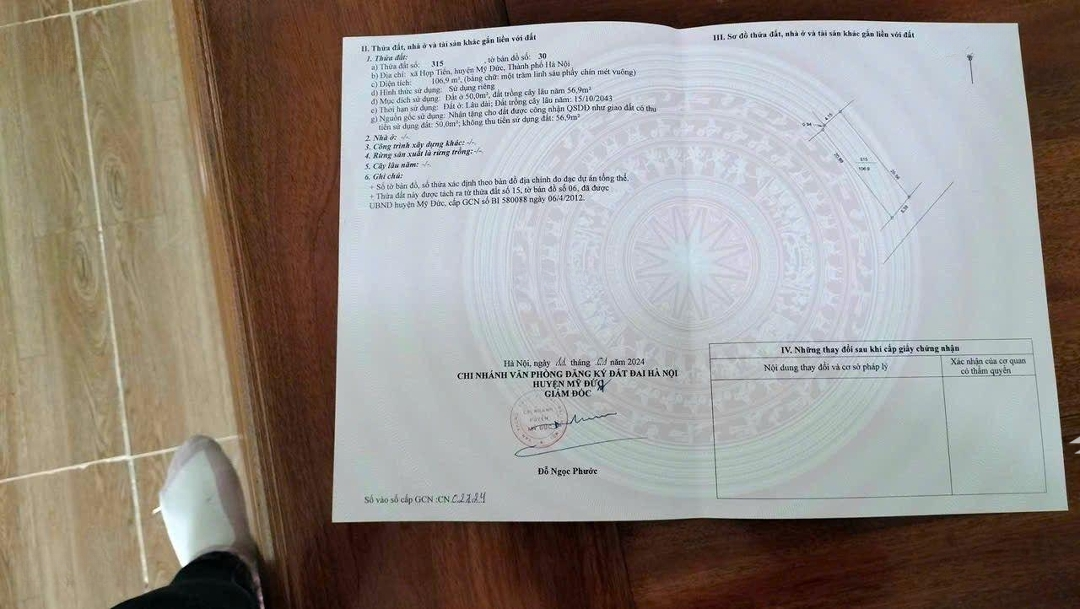 II. Thửa đất, nhà ở và tài sản khác gắn liền với đất
1. Thửa đất:
a) Thửa đất số: 315 , tờ bản đồ số: 30
b) Địa chỉ: xã Hợp Tiến, huyện Mỹ Đức, Thành phố Hà Nội
c) Diện tích: 106,9 m², (bằng chữ: một trăm linh sáu phẩy chín mét vuông)
d) Hình thức sử dụng: Sử dụng riêng
đ) Mục đích sử dụng: Đất ở 50,0m², đất trồng cây lâu năm 56,9m²
e) Thời hạn sử dụng: Đất ở: Lâu dài; Đất trồng cây lâu năm: 15/10/2043
g) Nguồn gốc sử dụng: Nhận tặng cho đất được công nhận QSDĐ như giao đất có thu
tiền sử dụng đất: 50,0m²; không thu tiền sử dụng đất: 56,9m²
2. Nhà ở: -/-
3. Công trình xây dựng khác: -/-
4. Rừng sản xuất là rừng trồng: -/-
5. Cây lâu năm: -/-
6. Ghi chú:
+ Số tờ bản đồ, số thửa xác định theo bản đồ địa chính đo đạc dự án tổng thể.
+ Thửa đất này được tách ra từ thửa đất số 15, tờ bản đồ số 06, đã được
UBND huyện Mỹ Đức, cấp GCN số BI 580088 ngày 06/4/2012.
Hà Nội, ngày 11 tháng 01 năm 2024
CHI NHÁNH VĂN PHÒNG ĐĂNG KÝ ĐẤT ĐAI HÀ NỘI
HUYỆN MỸ ĐỨC
GIÁM ĐỐC
CHI NHÁNH
HUYỆN
MỸ ĐỨC
Đỗ Ngọc Phước
Số vào sổ cấp GCN :CN 02224
III. Sơ đồ thửa đất, nhà ở và tài sản khác gắn liền với đất
315
106.9
IV. Những thay đổi sau khi cấp giấy chứng nhận
Nội dung thay đổi và cơ sở pháp lý
Xác nhận của cơ quan
có thẩm quyền